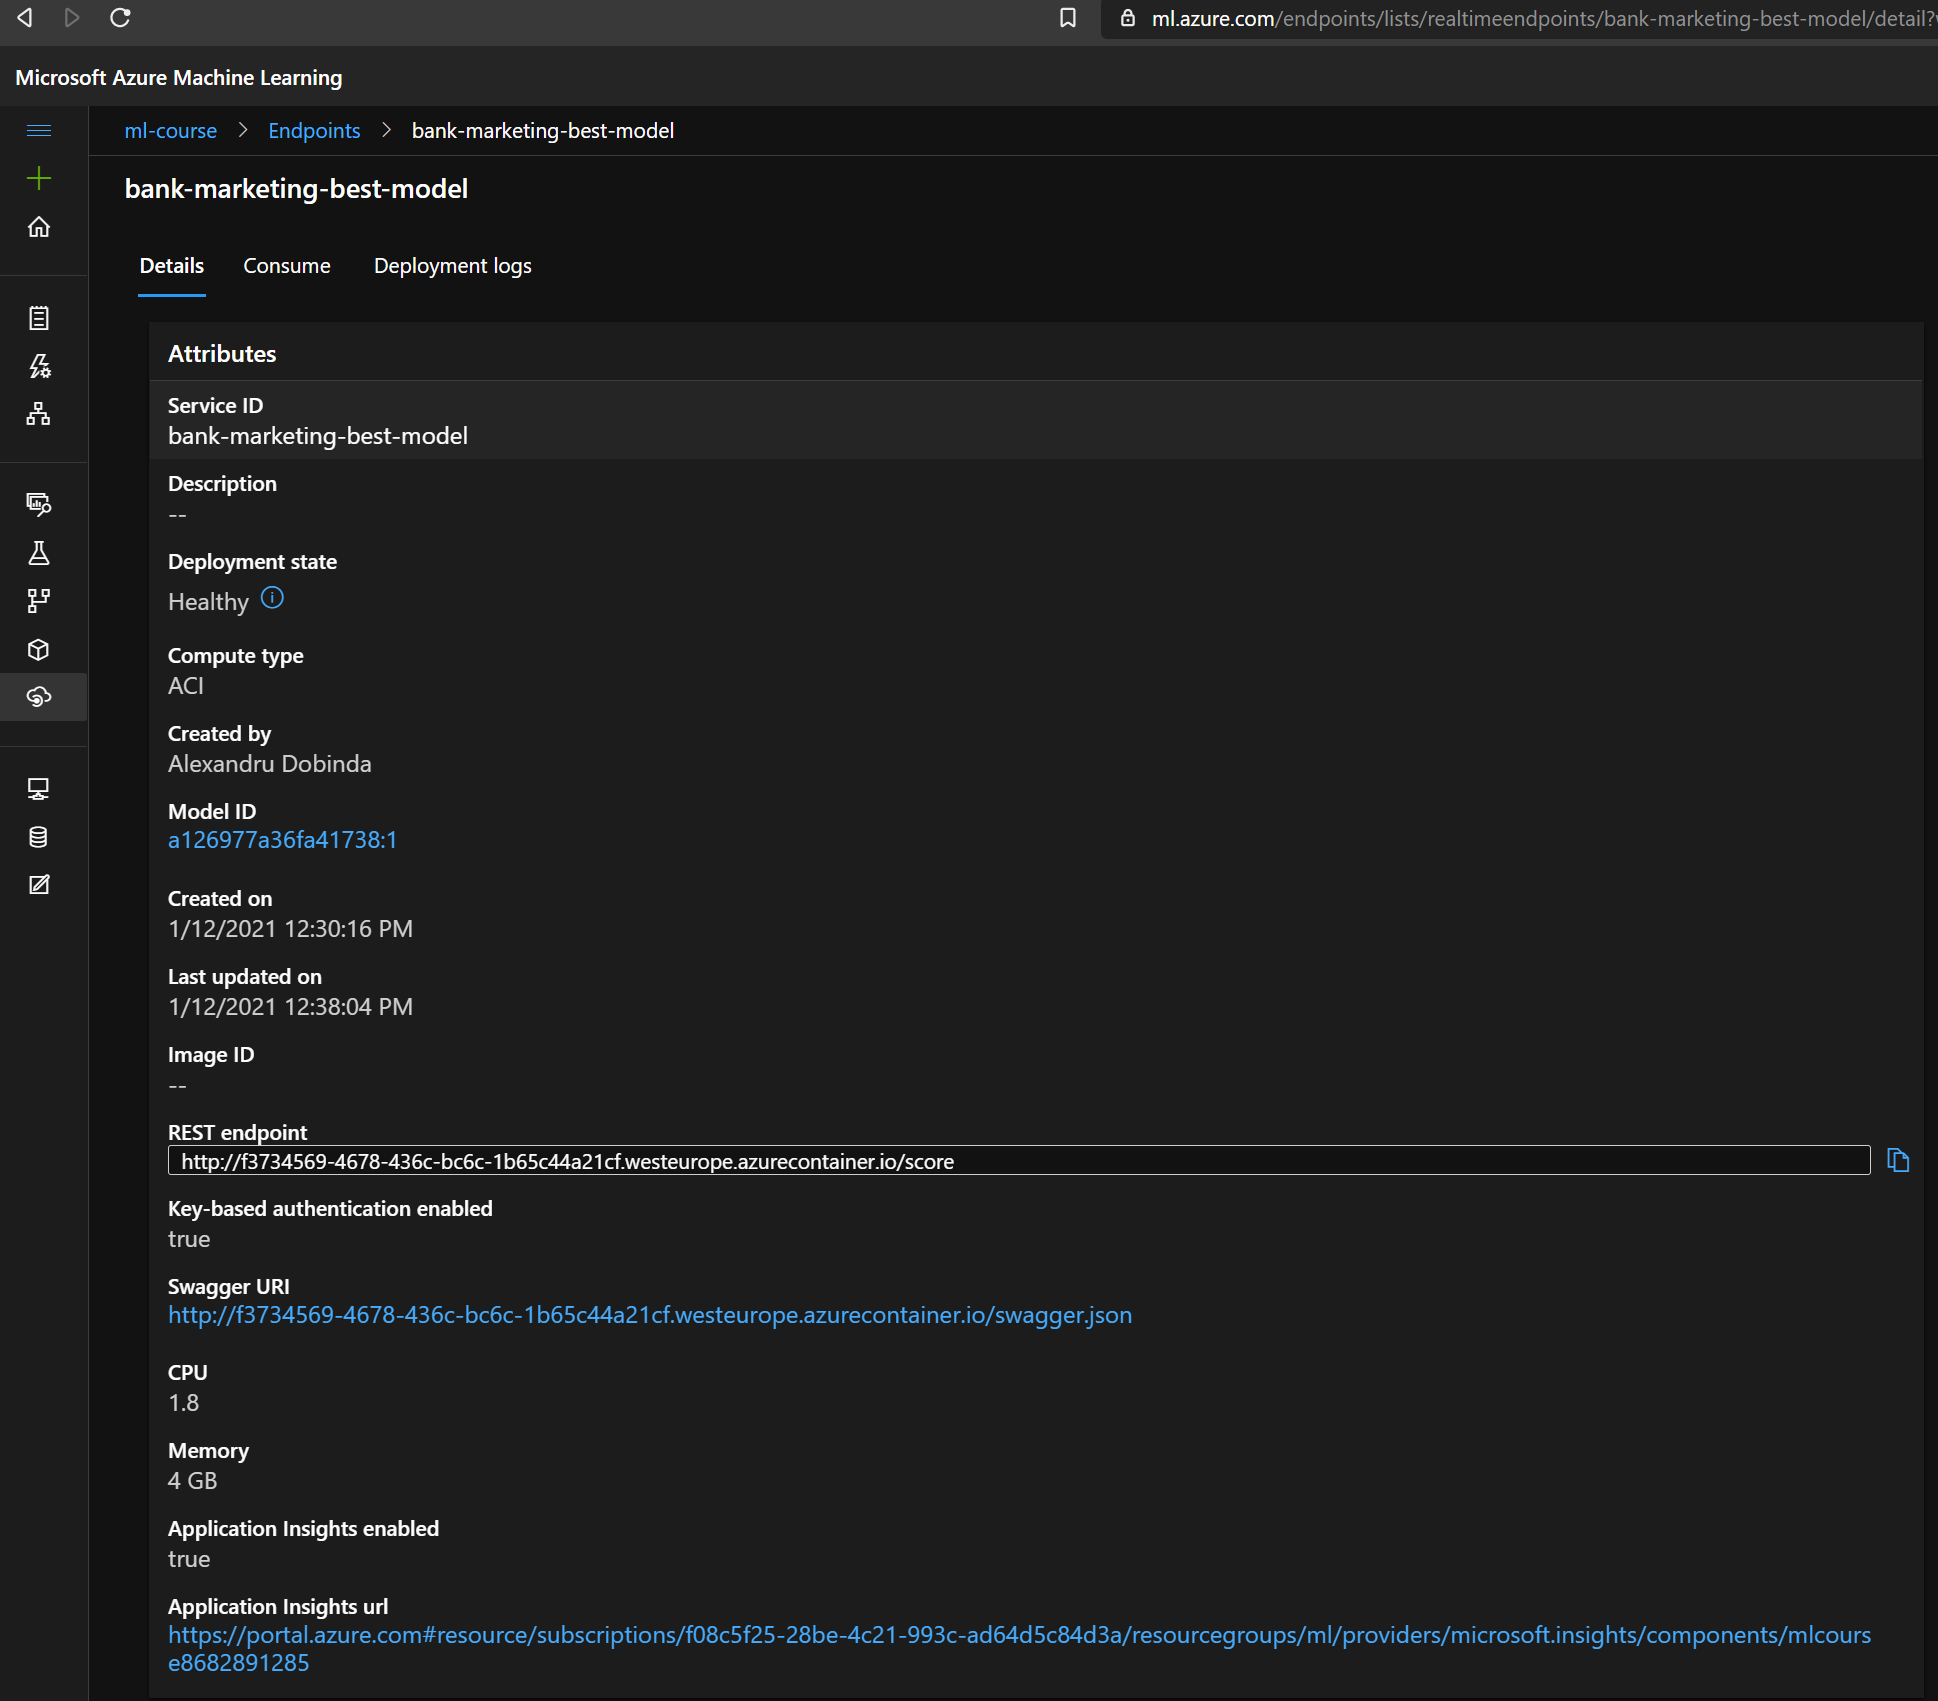 ml.azure.com/endpoints/lists/realtimeendpoints/bank-marketing-best-model/detail?
Microsoft Azure Machine Learning
ml-course > Endpoints > bank-marketing-best-model
bank-marketing-best-model
Details Consume Deployment logs
Attributes
Service ID
bank-marketing-best-model
Description
--
Deployment state
Healthy
Compute type
ACI
Created by
Alexandru Dobinda
Model ID
a126977a36fa41738:1
Created on
1/12/2021 12:30:16 PM
Last updated on
1/12/2021 12:38:04 PM
Image ID
--
REST endpoint
http://f3734569-4678-436c-bc6c-1b65c44a21cf.westeurope.azurecontainer.io/score
Key-based authentication enabled
true
Swagger URI
http://f3734569-4678-436c-bc6c-1b65c44a21cf.westeurope.azurecontainer.io/swagger.json
CPU
1.8
Memory
4 GB
Application Insights enabled
true
Application Insights url
https://portal.azure.com#resource/subscriptions/f08c5f25-28be-4c21-993c-ad64d5c84d3a/resourcegroups/ml/providers/microsoft.insights/components/mlcours
e8682891285